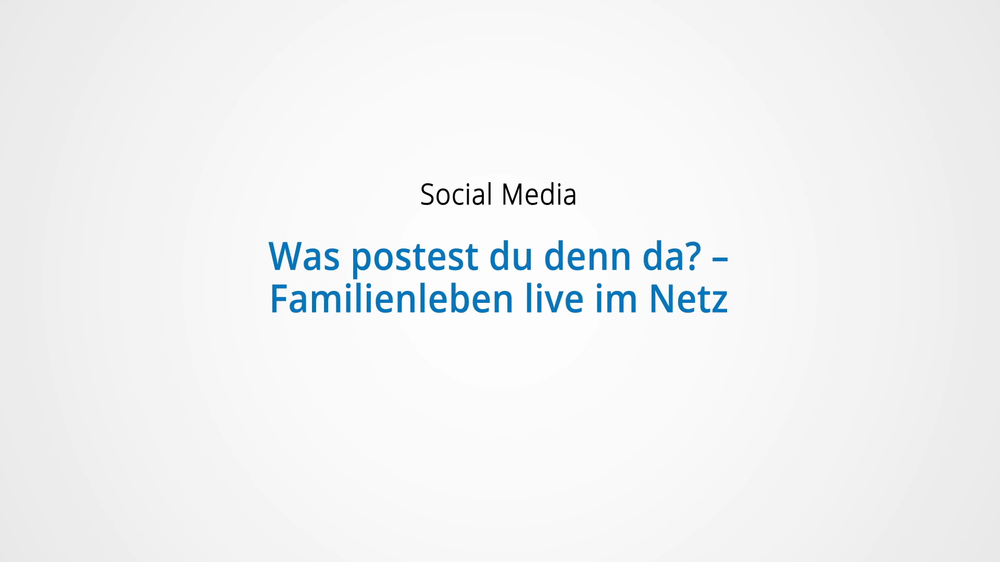 Social Media
Was postest du denn da? –
Familienleben live im Netz